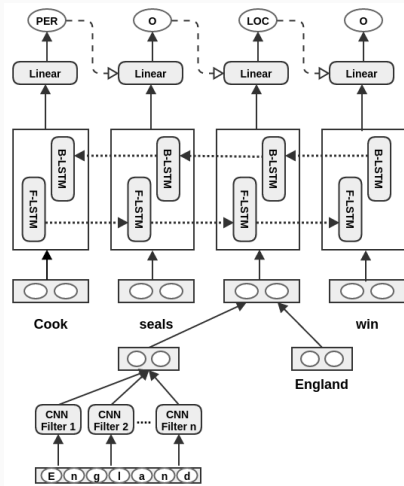 PER O LOC O
Linear Linear Linear Linear
B-LSTM B-LSTM B-LSTM B-LSTM
F-LSTM F-LSTM F-LSTM F-LSTM
Cook seals win
England
CNN Filter 1 CNN Filter 2 ..... CNN Filter n
E n g l a n d